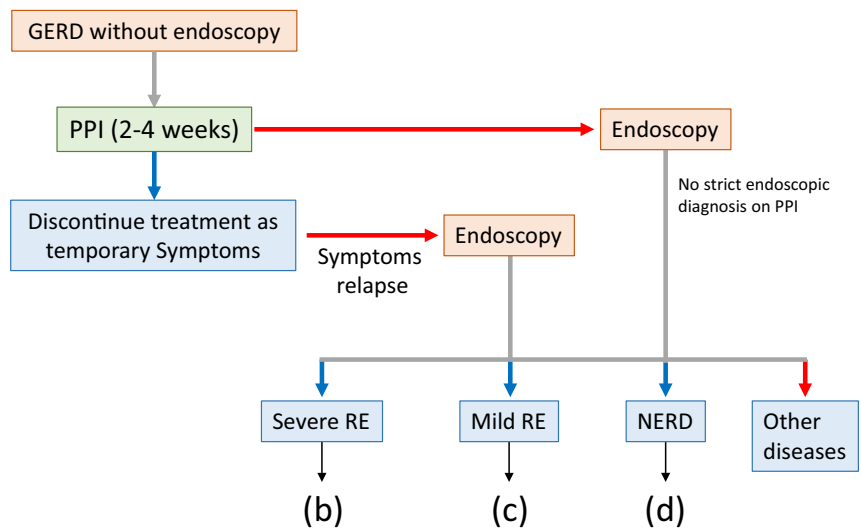 GERD without endoscopy
PPI (2-4 weeks)
Endoscopy
No strict endoscopic
diagnosis on PPI
Discontinue treatment as
temporary Symptoms
Endoscopy
Symptoms
relapse
Severe RE
Mild RE
NERD
Other
diseases
(b)
(c)
(d)